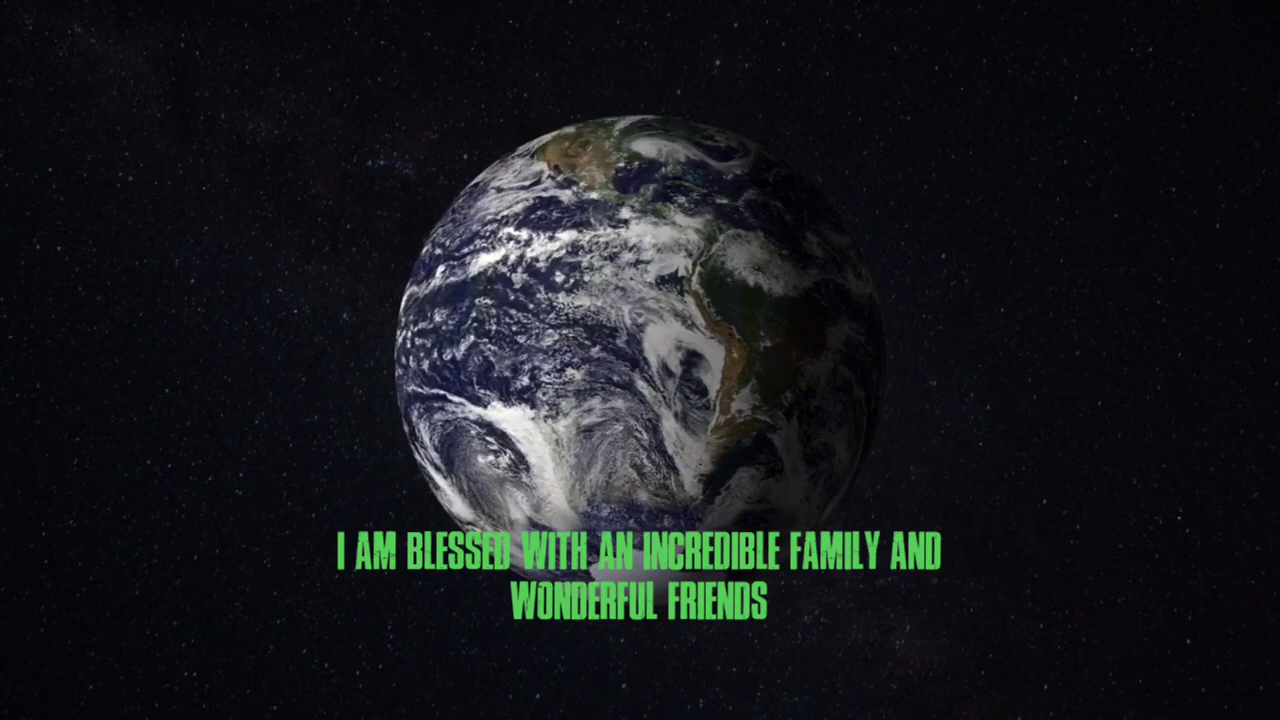 I AM BLESSED WITH AN INCREDIBLE FAMILY AND
WONDERFUL FRIENDS